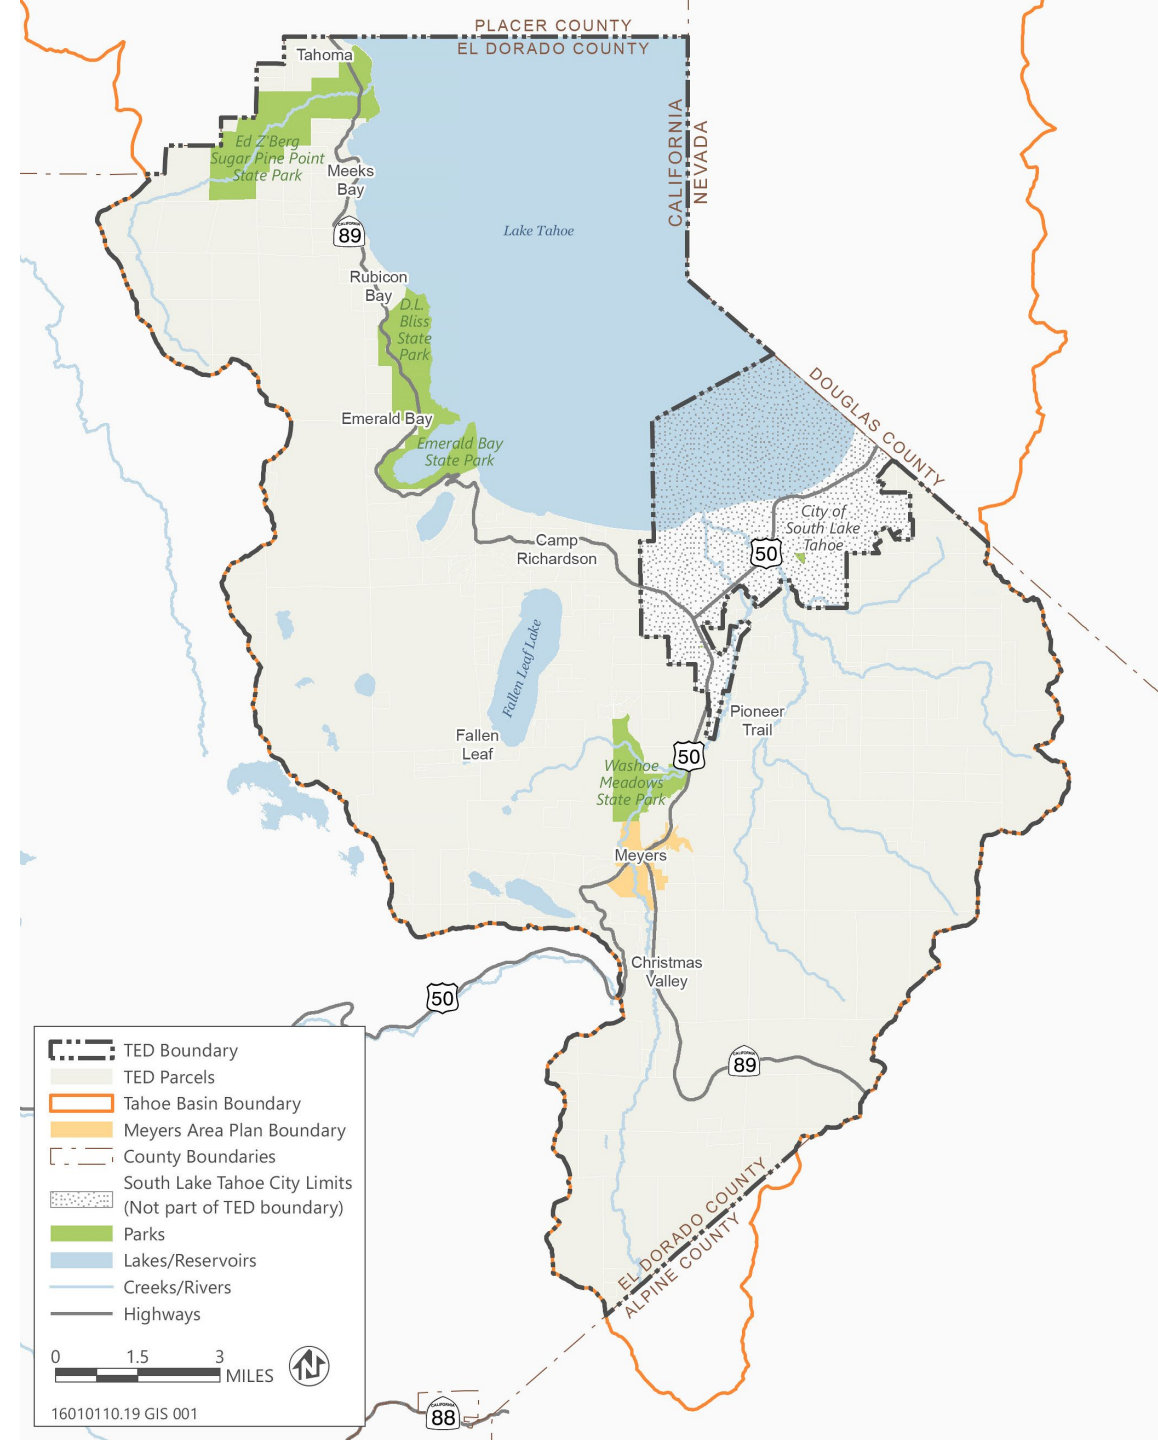 PLACER COUNTY
EL DORADO COUNTY
Tahoma
CALIFORNIA
NEVADA
Ed Z'Berg
Sugar Pine Point
State Park
Meeks
Bay
CALIFORNIA
89
Lake Tahoe
Rubicon
Bay
D.L.
Bliss
State
Park
DOUGLAS COUNTY
Emerald Bay
Emerald Bay
State Park
City of
South Lake
Tahoe
Camp
Richardson
50
Fallen Leaf Lake
Pioneer
Trail
Fallen
Leaf
50
Washoe
Meadows
State Park
Meyers
Christmas
Valley
50
CALIFORNIA
89
EL DORADO COUNTY
ALPINE COUNTY
TED Boundary
TED Parcels
Tahoe Basin Boundary
Meyers Area Plan Boundary
County Boundaries
South Lake Tahoe City Limits
(Not part of TED boundary)
Parks
Lakes/Reservoirs
Creeks/Rivers
Highways
0 1.5 3
MILES
N
16010110.19 GIS 001
CALIFORNIA
88